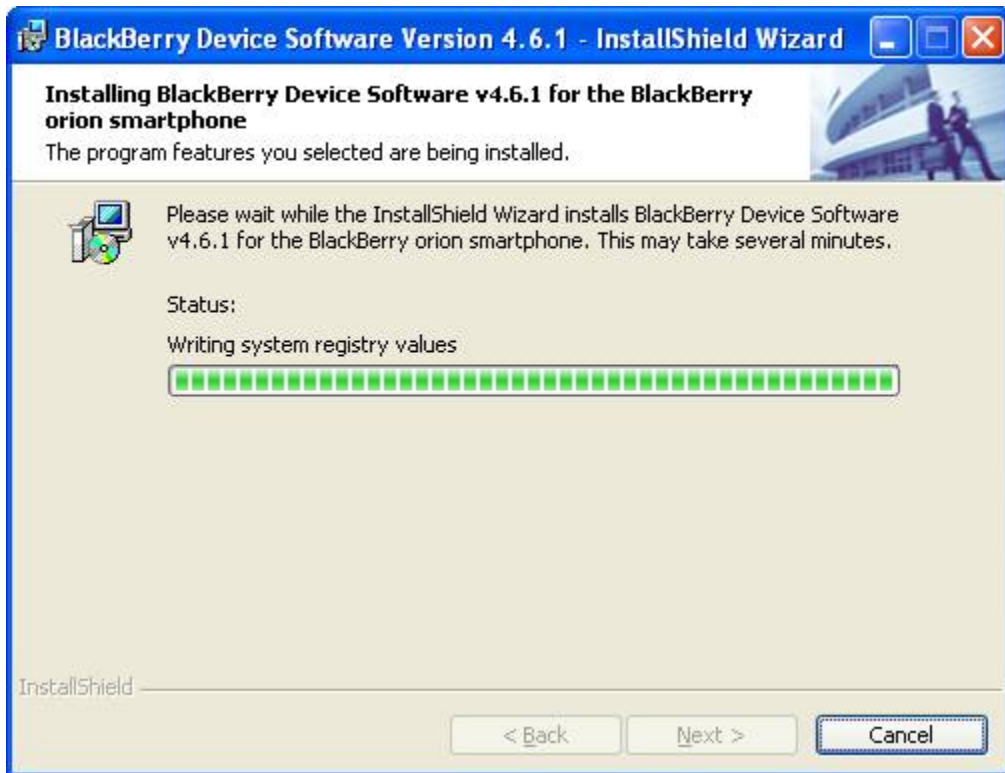 BlackBerry Device Software Version 4.6.1 - InstallShield Wizard
Installing BlackBerry Device Software v4.6.1 for the BlackBerry
orion smartphone
The program features you selected are being installed.
Please wait while the InstallShield Wizard installs BlackBerry Device Software
v4.6.1 for the BlackBerry orion smartphone. This may take several minutes.
Status:
Writing system registry values
InstallShield
< Back
Next >
Cancel